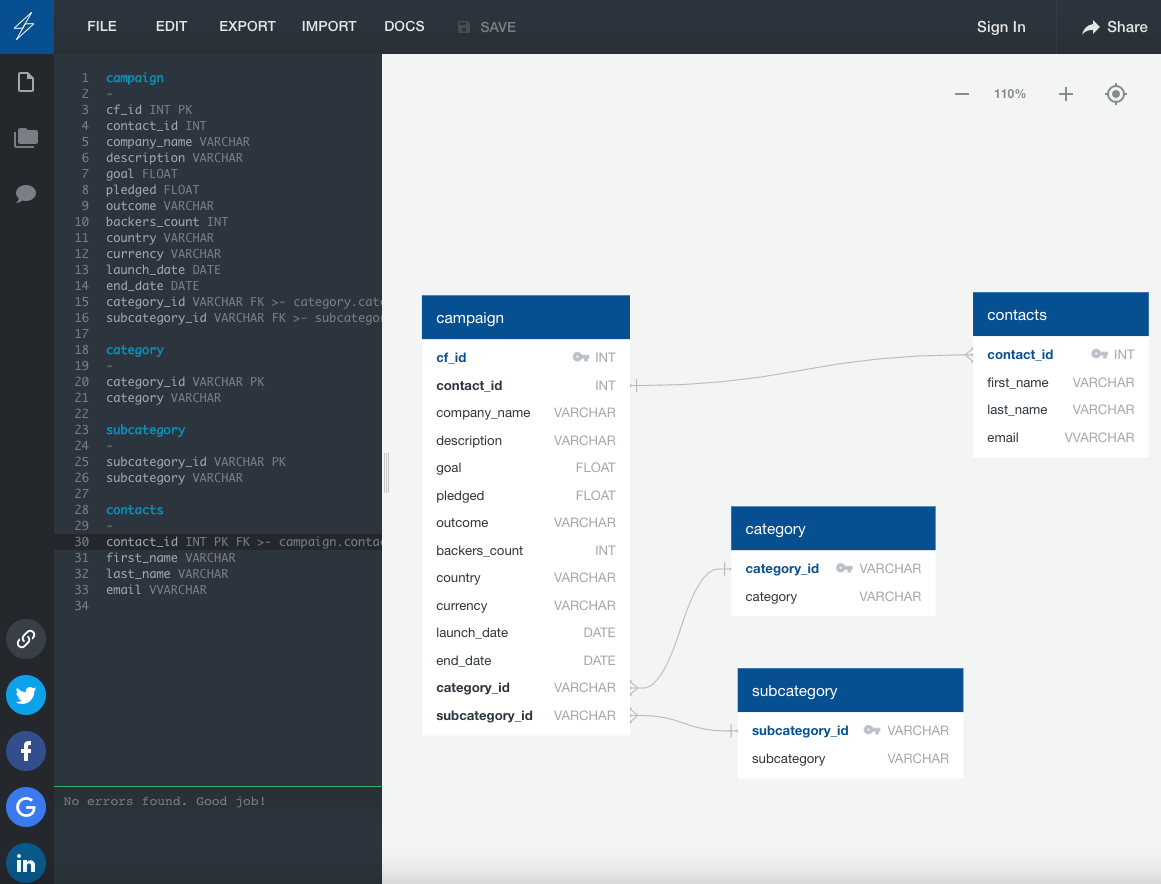 FILE EDIT EXPORT IMPORT DOCS SAVE Sign In Share
110%
1 campaign
2 -
3 cf_id INT PK
4 contact_id INT
5 company_name VARCHAR
6 description VARCHAR
7 goal FLOAT
8 pledged FLOAT
9 outcome VARCHAR
10 backers_count INT
11 country VARCHAR
12 currency VARCHAR
13 launch_date DATE
14 end_date DATE
15 category_id VARCHAR FK >- category.cate
16 subcategory_id VARCHAR FK >- subcategor
17
18 category
19 -
20 category_id VARCHAR PK
21 category VARCHAR
22
23 subcategory
24 -
25 subcategory_id VARCHAR PK
26 subcategory VARCHAR
27
28 contacts
29 -
30 contact_id INT PK FK >- campaign.contac
31 first_name VARCHAR
32 last_name VARCHAR
33 email VVARCHAR
34
No errors found. Good job!
campaign
cf_id INT
contact_id INT
company_name VARCHAR
description VARCHAR
goal FLOAT
pledged FLOAT
outcome VARCHAR
backers_count INT
country VARCHAR
currency VARCHAR
launch_date DATE
end_date DATE
category_id VARCHAR
subcategory_id VARCHAR
contacts
contact_id INT
first_name VARCHAR
last_name VARCHAR
email VVARCHAR
category
category_id VARCHAR
category VARCHAR
subcategory
subcategory_id VARCHAR
subcategory VARCHAR
f
G
in